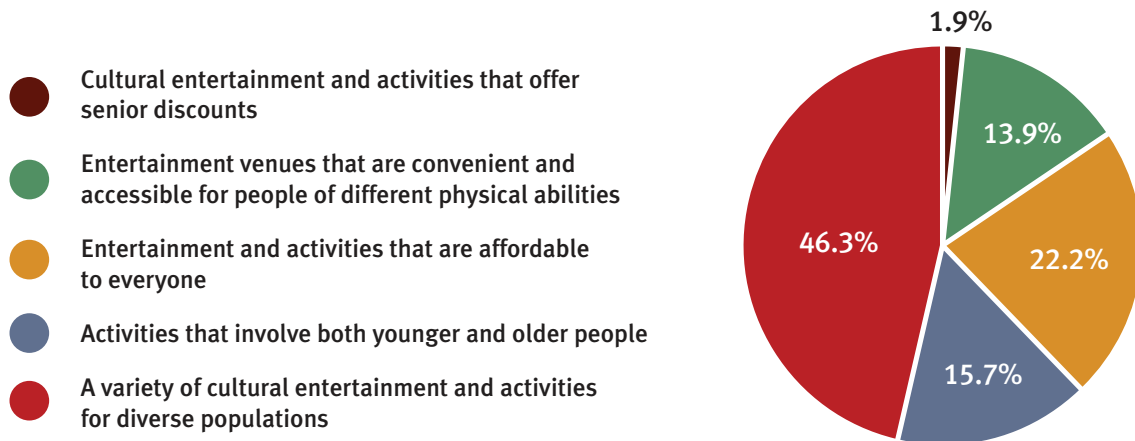 1.9%
Cultural entertainment and activities that offer
senior discounts
13.9%
Entertainment venues that are convenient and
accessible for people of different physical abilities
46.3%
Entertainment and activities that are affordable
to everyone
22.2%
Activities that involve both younger and older people
15.7%
A variety of cultural entertainment and activities
for diverse populations